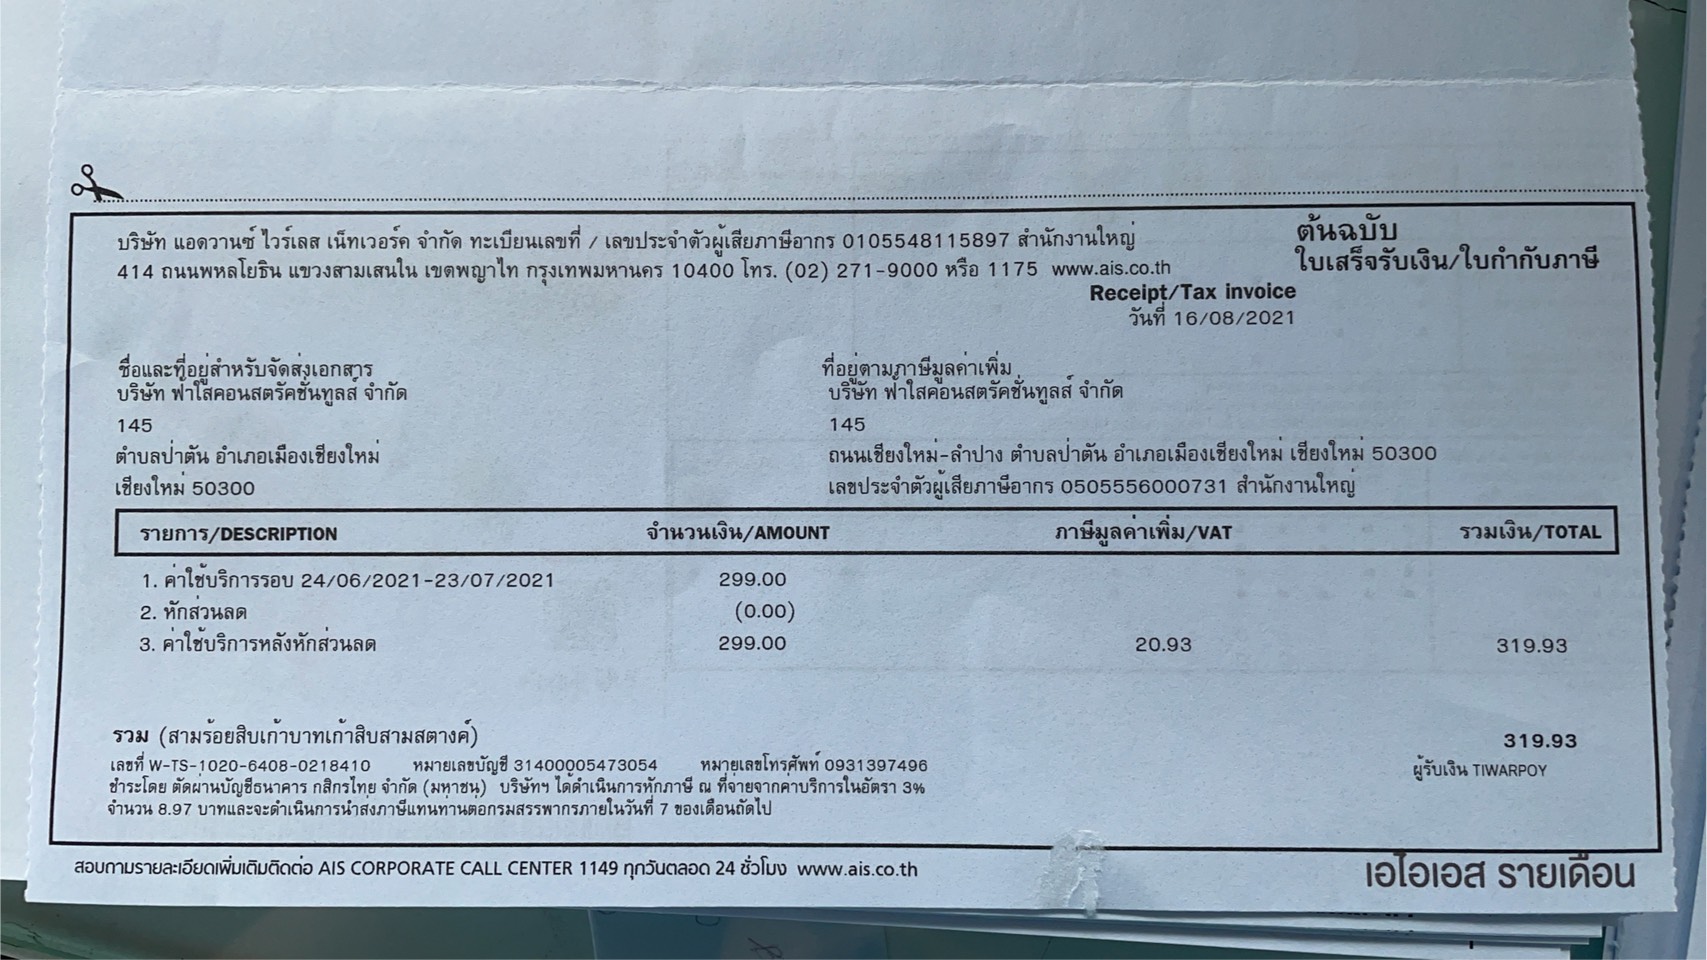 บริษัท แอดวานซ์ ไวร์เลส เน็ทเวอร์ค จำกัด ทะเบียนเลขที่ / เลขประจำตัวผู้เสียภาษีอากร 0105548115897 สำนักงานใหญ่
414 ถนนพหลโยธิน แขวงสามเสนใน เขตพญาไท กรุงเทพมหานคร 10400 โทร. (02) 271-9000 หรือ 1175 www.ais.co.th
ต้นฉบับ
ใบเสร็จรับเงิน/ใบกำกับภาษี
Receipt/Tax invoice
วันที่ 16/08/2021
ชื่อและที่อยู่สำหรับจัดส่งเอกสาร
บริษัท ฟ้าใสคอนสตรัคชั่นทูลส์ จำกัด
145
ตำบลป่าตัน อำเภอเมืองเชียงใหม่
เชียงใหม่ 50300
ที่อยู่ตามภาษีมูลค่าเพิ่ม
บริษัท ฟ้าใสคอนสตรัคชั่นทูลส์ จำกัด
145
ถนนเชียงใหม่-ลำปาง ตำบลป่าตัน อำเภอเมืองเชียงใหม่ เชียงใหม่ 50300
เลขประจำตัวผู้เสียภาษีอากร 0505556000731 สำนักงานใหญ่
รายการ/DESCRIPTION จำนวนเงิน/AMOUNT ภาษีมูลค่าเพิ่ม/VAT รวมเงิน/TOTAL
1. ค่าใช้บริการรอบ 24/06/2021-23/07/2021 299.00
2. หักส่วนลด (0.00)
3. ค่าใช้บริการหลังหักส่วนลด 299.00 20.93 319.93
รวม (สามร้อยสิบเก้าบาทเก้าสิบสามสตางค์) 319.93
เลขที่ W-TS-1020-6408-0218410 หมายเลขบัญชี 31400005473054 หมายเลขโทรศัพท์ 0931397496 ผู้รับเงิน TIWARPOY
ชำระโดย ตัดผ่านบัญชีธนาคาร กสิกรไทย จำกัด (มหาชน) บริษัทฯ ได้ดำเนินการหักภาษี ณ ที่จ่ายจากค่าบริการในอัตรา 3%
จำนวน 8.97 บาทและจะดำเนินการนำส่งภาษีแทนท่านต่อกรมสรรพากรภายในวันที่ 7 ของเดือนถัดไป
สอบถามรายละเอียดเพิ่มเติมติดต่อ AIS CORPORATE CALL CENTER 1149 ทุกวันตลอด 24 ชั่วโมง www.ais.co.th
เอไอเอส รายเดือน